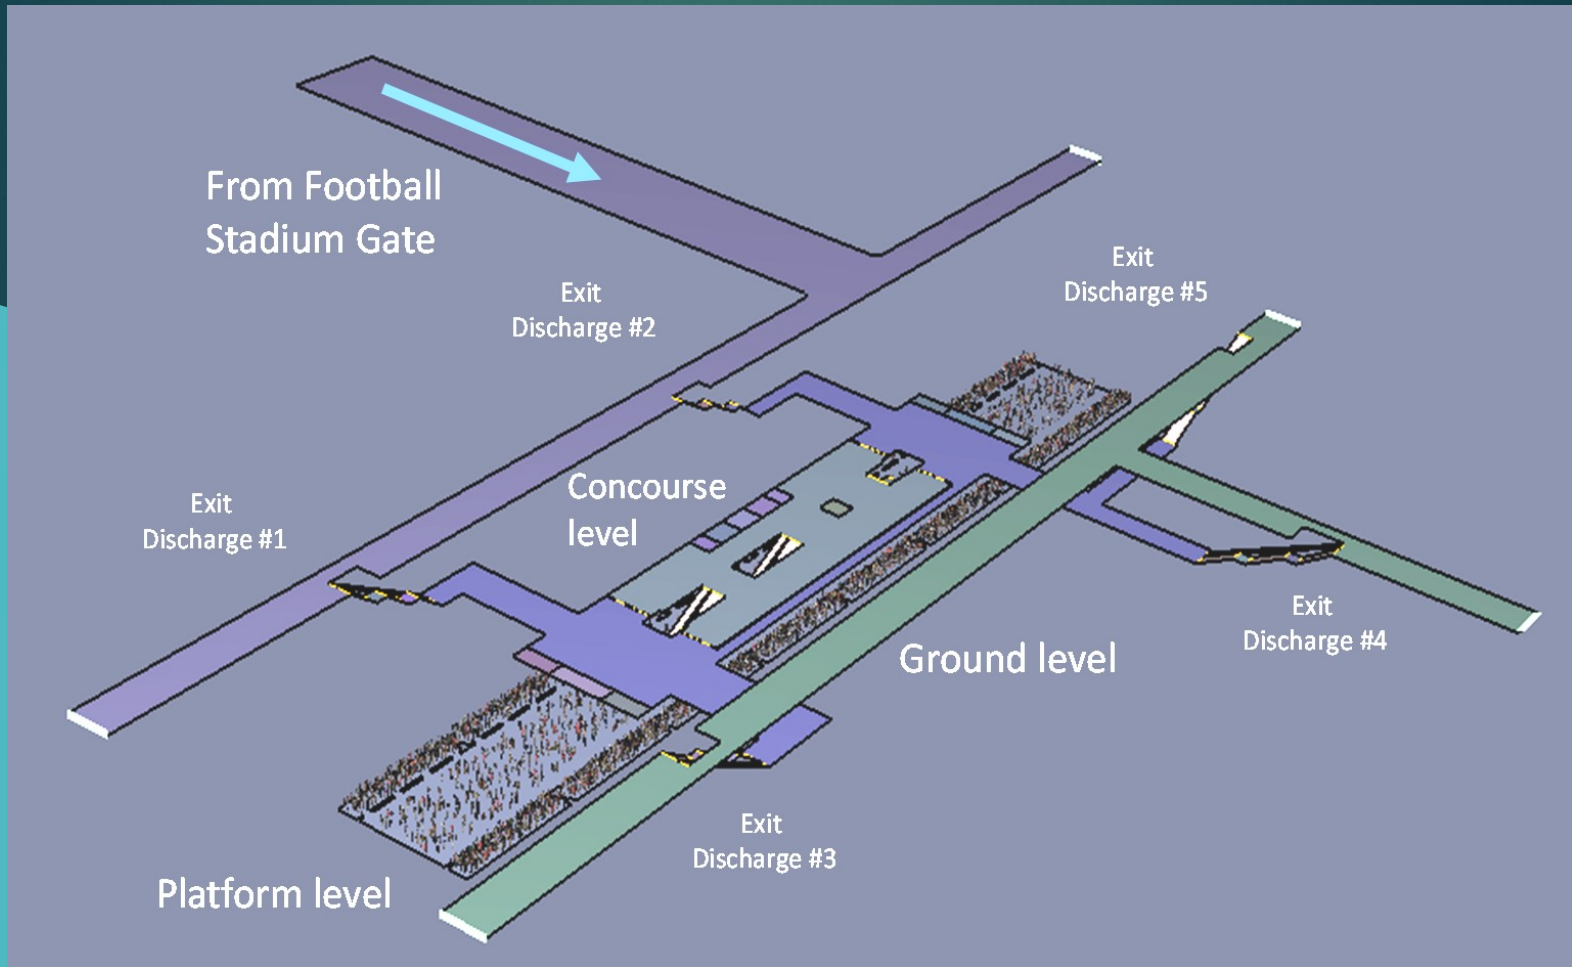 From Football
Stadium Gate
Exit
Discharge #2
Exit
Discharge #5
Exit
Discharge #1
Concourse
level
Exit
Discharge #4
Ground level
Exit
Discharge #3
Platform level